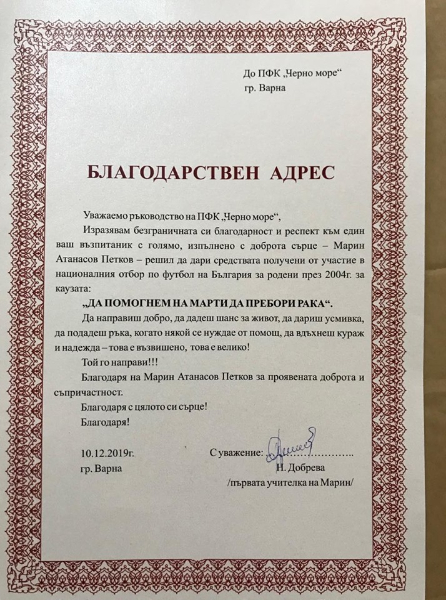 До ПФК „Черно море“
гр. Варна
БЛАГОДАРСТВЕН АДРЕС
Уважаемо ръководство на ПФК „Черно море“,
Изразявам безграничната си благодарност и респект към един
ваш възпитаник с голямо, изпълнено с доброта сърце – Марин
Атанасов Петков – решил да дари средствата получени от участие в
националния отбор по футбол на България за родени през 2004г. за
каузата:
„ДА ПОМОГНЕМ НА МАРТИ ДА ПРЕБОРИ РАКА“.
Да направиш добро, да дадеш шанс за живот, да дариш усмивка,
да подадеш ръка, когато някой се нуждае от помощ, да вдъхнеш кураж
и надежда – това е възвишено, това е велико!
Той го направи!!!
Благодаря на Марин Атанасов Петков за проявената доброта и
съпричастност.
Благодаря с цялото си сърце!
Благодаря!
10.12.2019г. С уважение: ......................
гр. Варна Добрева
/първата учителка на Марин/